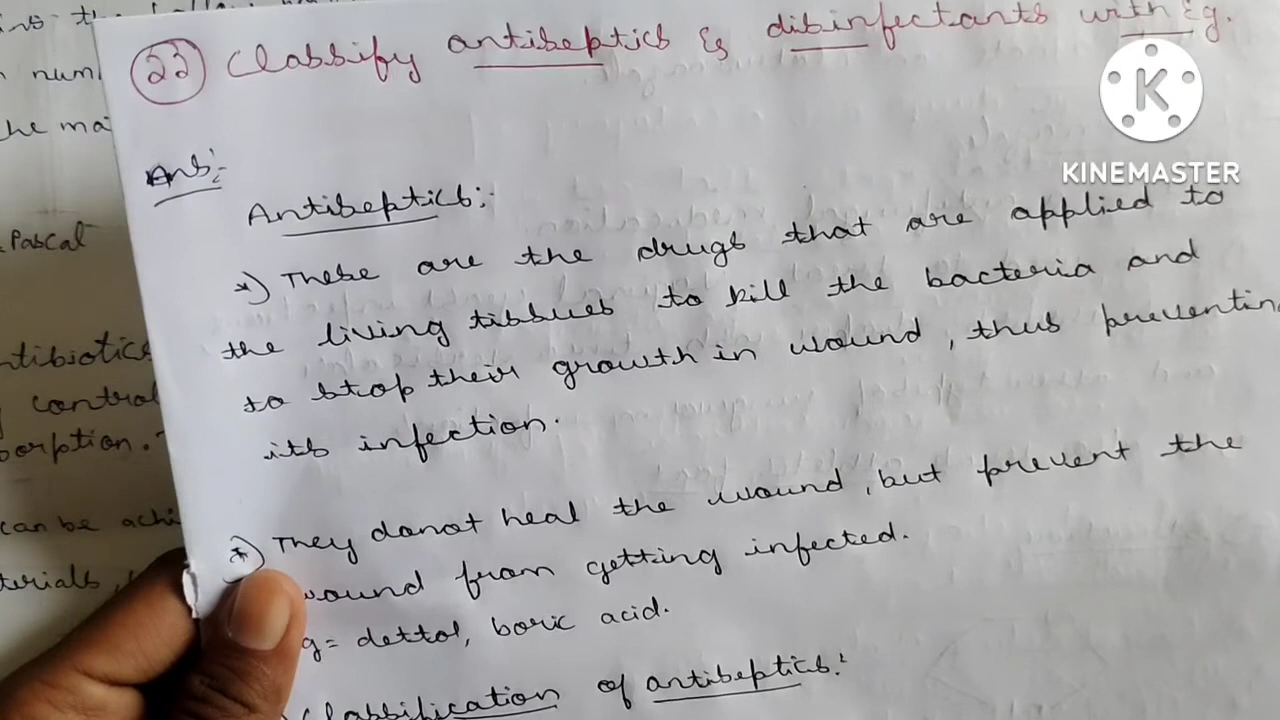 22 Classify antiseptics & disinfectants with Eg.
K
KINEMASTER
Ans:-
Antiseptics:-
*) These are the drugs that are applied to
the living tissues to kill the bacteria and
to stop their growth in wound, thus preventin
its infection.
*) They donot heal the wound, but prevent the
wound from getting infected.
g= dettol, boric acid.
Classification of antiseptics:
num
he ma
Pascal
ntibiotics
control
orption.
can be achi
terials,